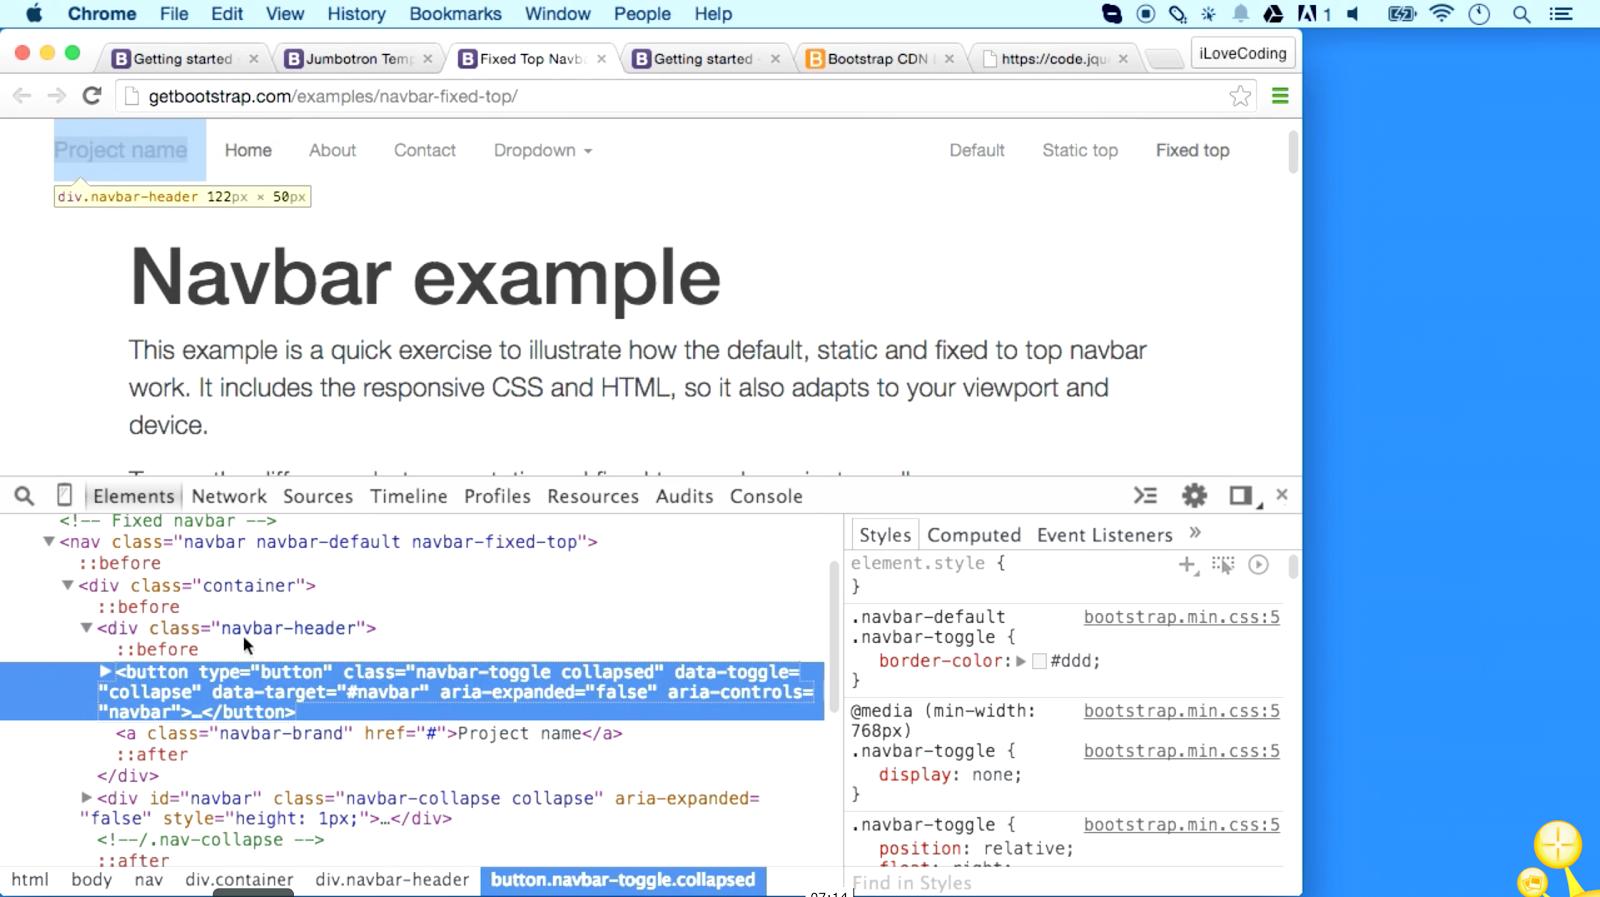 Chrome File Edit View History Bookmarks Window People Help 1
Getting started Jumbotron Temp Fixed Top Navb Getting started Bootstrap CDN https://code.jqu iLoveCoding
getbootstrap.com/examples/navbar-fixed-top/
Project name Home About Contact Dropdown Default Static top Fixed top
div.navbar-header 122px × 50px
Navbar example
This example is a quick exercise to illustrate how the default, static and fixed to top navbar
work. It includes the responsive CSS and HTML, so it also adapts to your viewport and
device.
Elements Network Sources Timeline Profiles Resources Audits Console
<!-- Fixed navbar -->
<nav class="navbar navbar-default navbar-fixed-top">
::before
<div class="container">
::before
<div class="navbar-header">
::before
<button type="button" class="navbar-toggle collapsed" data-toggle=
"collapse" data-target="#navbar" aria-expanded="false" aria-controls=
"navbar">…</button>
<a class="navbar-brand" href="#">Project name</a>
::after
</div>
<div id="navbar" class="navbar-collapse collapse" aria-expanded=
"false" style="height: 1px;">…</div>
<!--/.nav-collapse -->
::after
html body nav div.container div.navbar-header button.navbar-toggle.collapsed
Styles Computed Event Listeners »
element.style {
}
.navbar-default bootstrap.min.css:5
.navbar-toggle {
border-color: #ddd;
}
@media (min-width: bootstrap.min.css:5
768px)
.navbar-toggle { bootstrap.min.css:5
display: none;
}
.navbar-toggle { bootstrap.min.css:5
position: relative;
Find in Styles